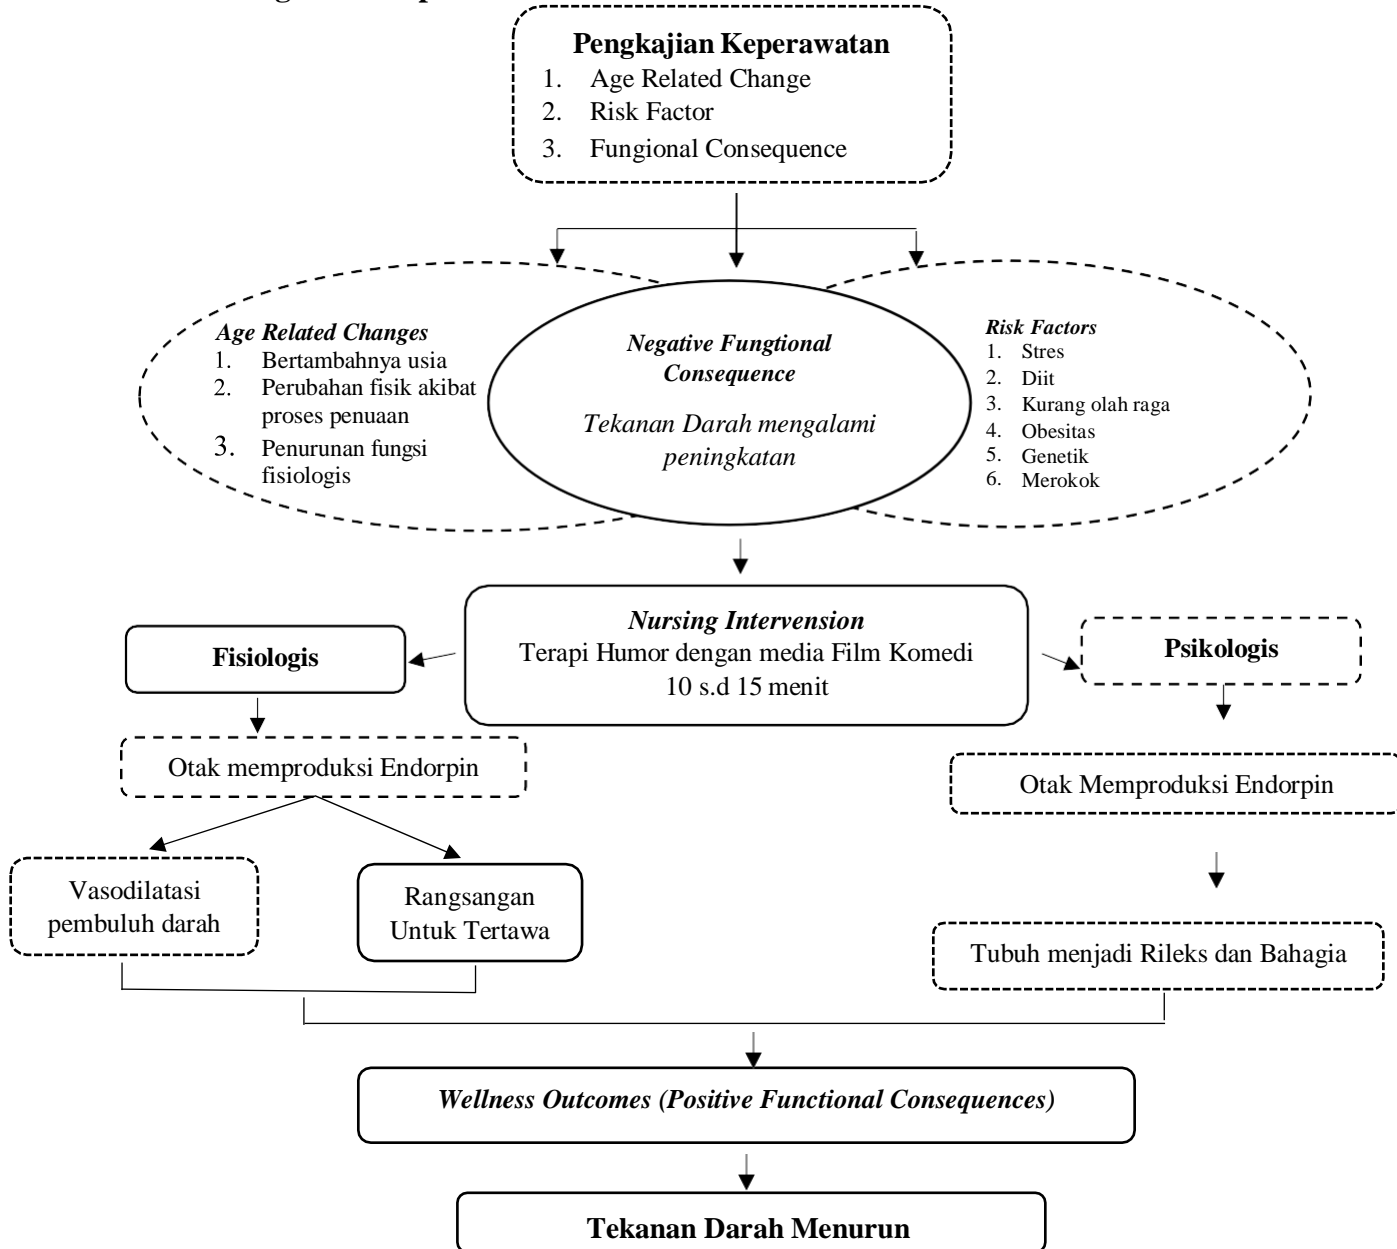 Pengkajian Keperawatan
1. Age Related Change
2. Risk Factor
3. Fungional Consequence
Age Related Changes
1. Bertambahnya usia
2. Perubahan fisik akibat
proses penuaan
3. Penurunan fungsi
fisiologis
Negative Fungtional
Consequence
Tekanan Darah mengalami
peningkatan
Risk Factors
1. Stres
2. Diit
3. Kurang olah raga
4. Obesitas
5. Genetik
6. Merokok
Nursing Intervension
Terapi Humor dengan media Film Komedi
10 s.d 15 menit
Fisiologis
Psikologis
Otak memproduksi Endorpin
Otak Memproduksi Endorpin
Vasodilatasi
pembuluh darah
Rangsangan
Untuk Tertawa
Tubuh menjadi Rileks dan Bahagia
Wellness Outcomes (Positive Functional Consequences)
Tekanan Darah Menurun